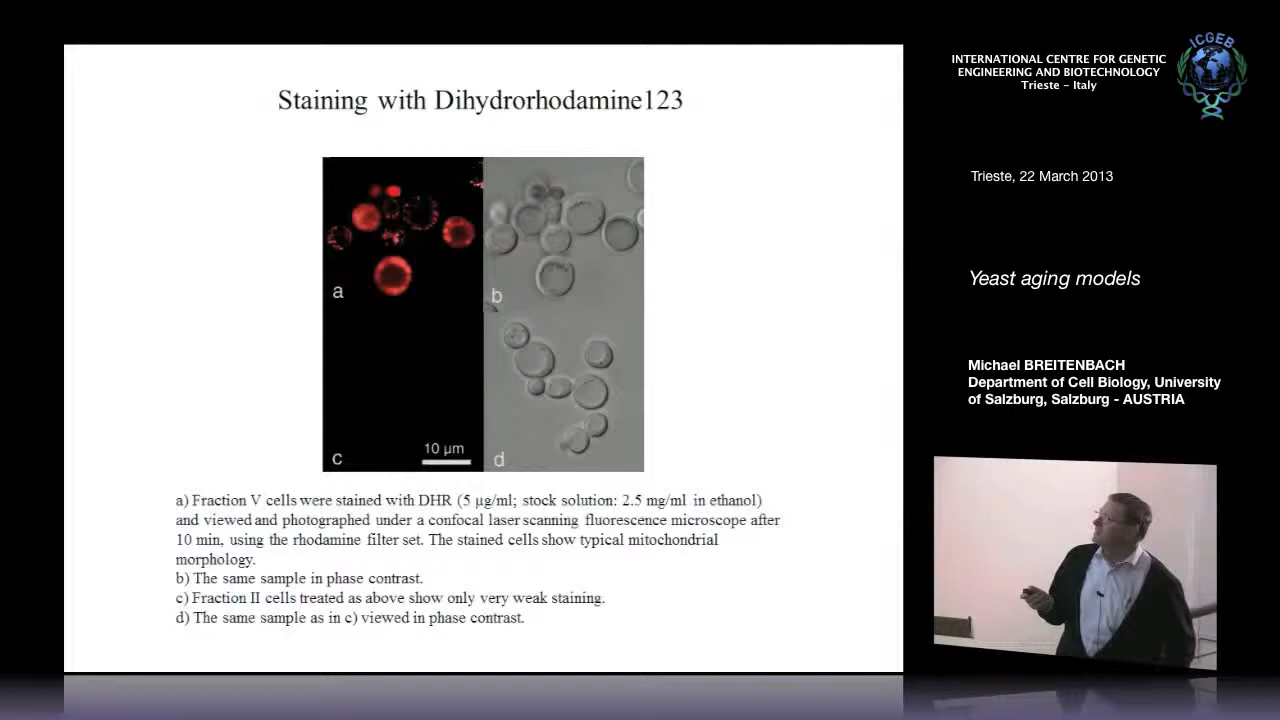 Staining with Dihydrorhodamine123
a
b
c
10 µm
d
a) Fraction V cells were stained with DHR (5 µg/ml; stock solution: 2.5 mg/ml in ethanol)
and viewed and photographed under a confocal laser scanning fluorescence microscope after
10 min, using the rhodamine filter set. The stained cells show typical mitochondrial
morphology.
b) The same sample in phase contrast.
c) Fraction II cells treated as above show only very weak staining.
d) The same sample as in c) viewed in phase contrast.
INTERNATIONAL CENTRE FOR GENETIC
ENGINEERING AND BIOTECHNOLOGY
Trieste - Italy
ICGEB
Trieste, 22 March 2013
Yeast aging models
Michael BREITENBACH
Department of Cell Biology, University
of Salzburg, Salzburg - AUSTRIA